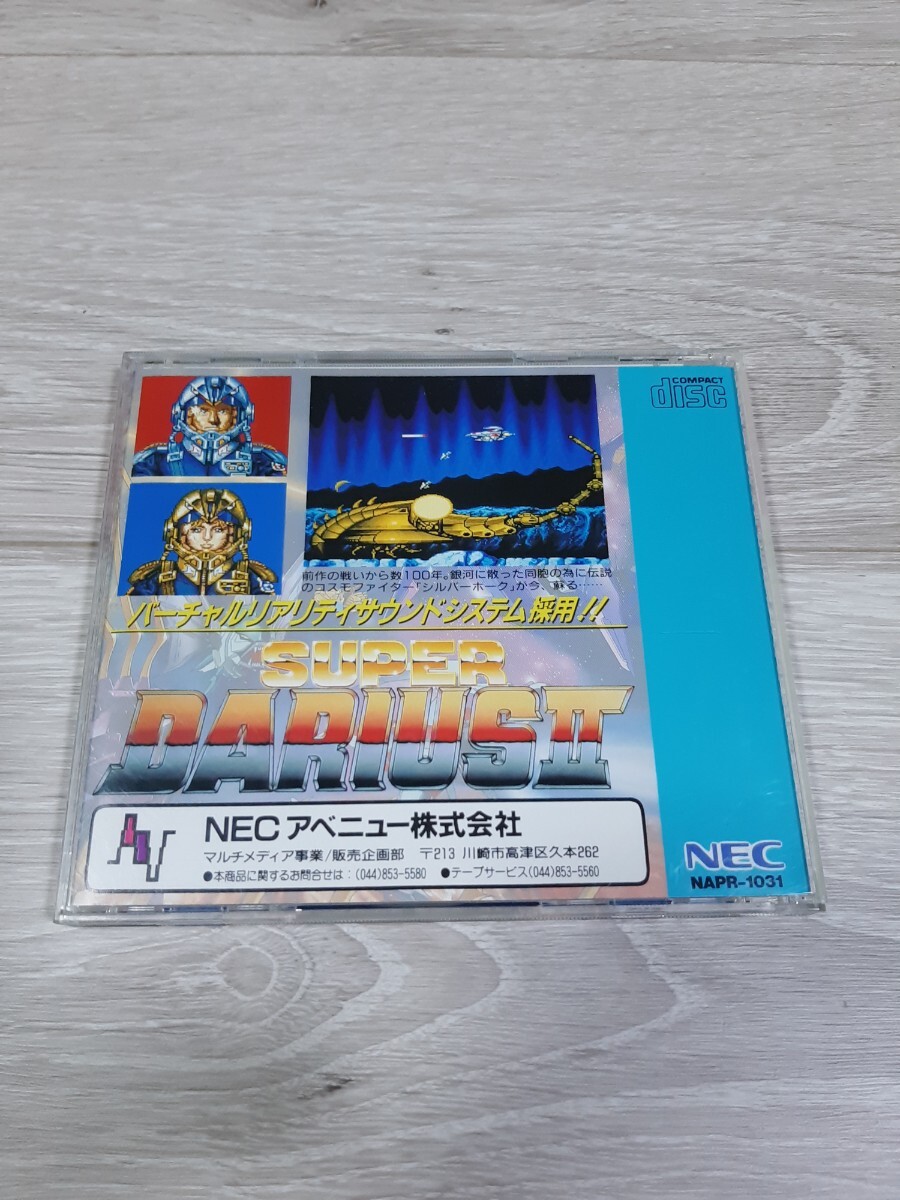 COMPACT
disc
前作の戦いから数100年。銀河に散った同胞の為に伝説
のコスモファイター「シルバーホーク」から、蘇る……
バーチャルリアリティサウンドシステム採用!!
SUPER
DARIUS II
NECアベニュー株式会社
マルチメディア事業/販売企画部 〒213 川崎市高津区久本262
●本商品に関するお問合せは:(044)853-5580 ●テープサービス(044)853-5560
NEC
NAPR-1031